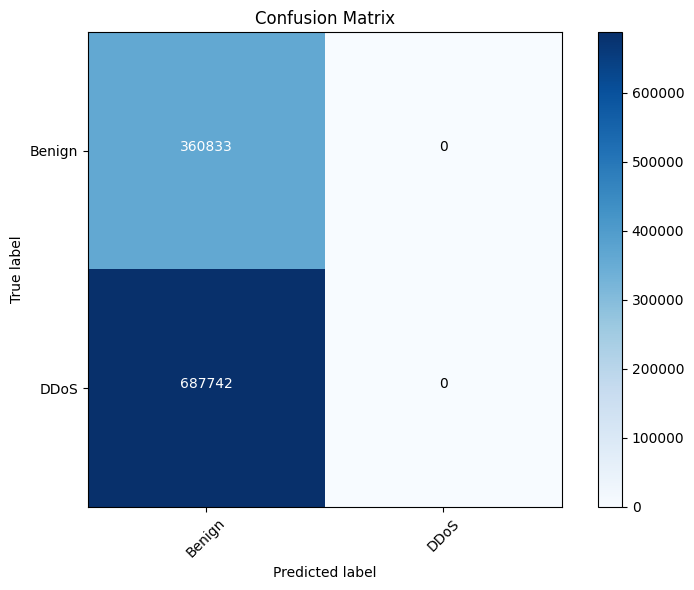 Confusion Matrix
True label
Benign
360833
0
DDoS
687742
0
Benign
DDoS
Predicted label
600000
500000
400000
300000
200000
100000
0